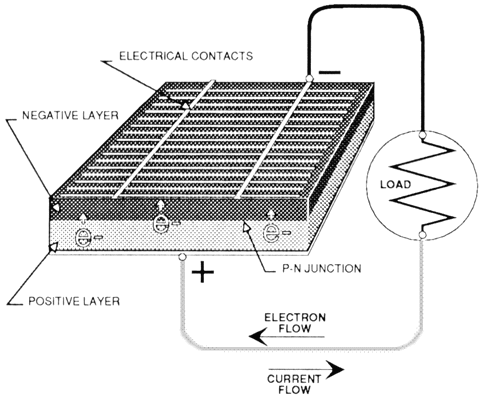 ELECTRICAL CONTACTS
−
NEGATIVE LAYER
LOAD
e-
e-
e-
+
P-N JUNCTION
POSITIVE LAYER
ELECTRON
FLOW
CURRENT
FLOW